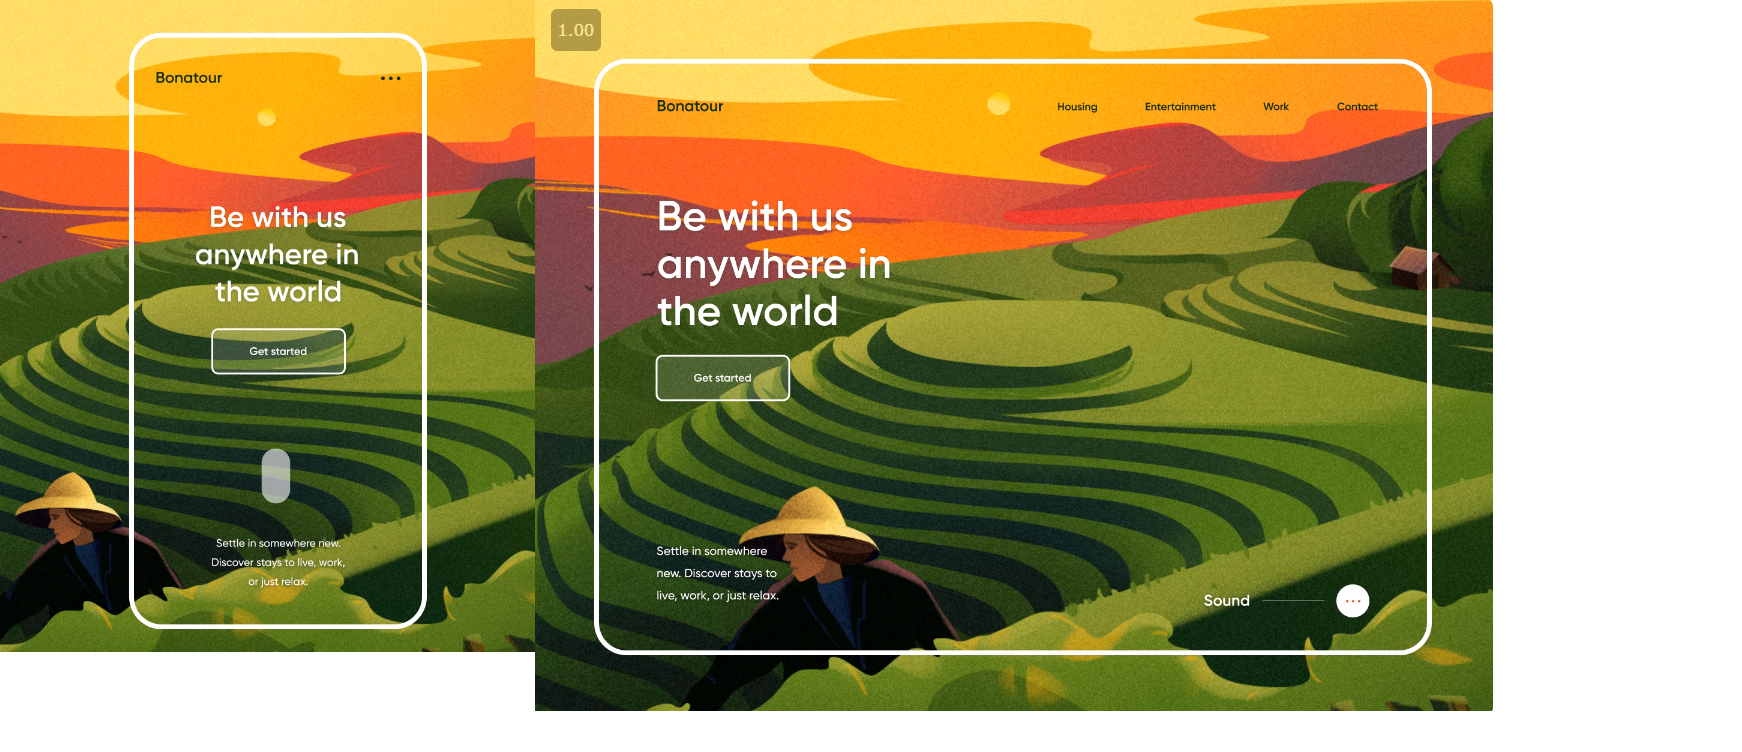 Bonatour
Be with us
anywhere in
the world
Get started
Settle in somewhere new.
Discover stays to live, work,
or just relax.
1.00
Bonatour
Housing
Entertainment
Work
Contact
Be with us
anywhere in
the world
Get started
Settle in somewhere
new. Discover stays to
live, work, or just relax.
Sound